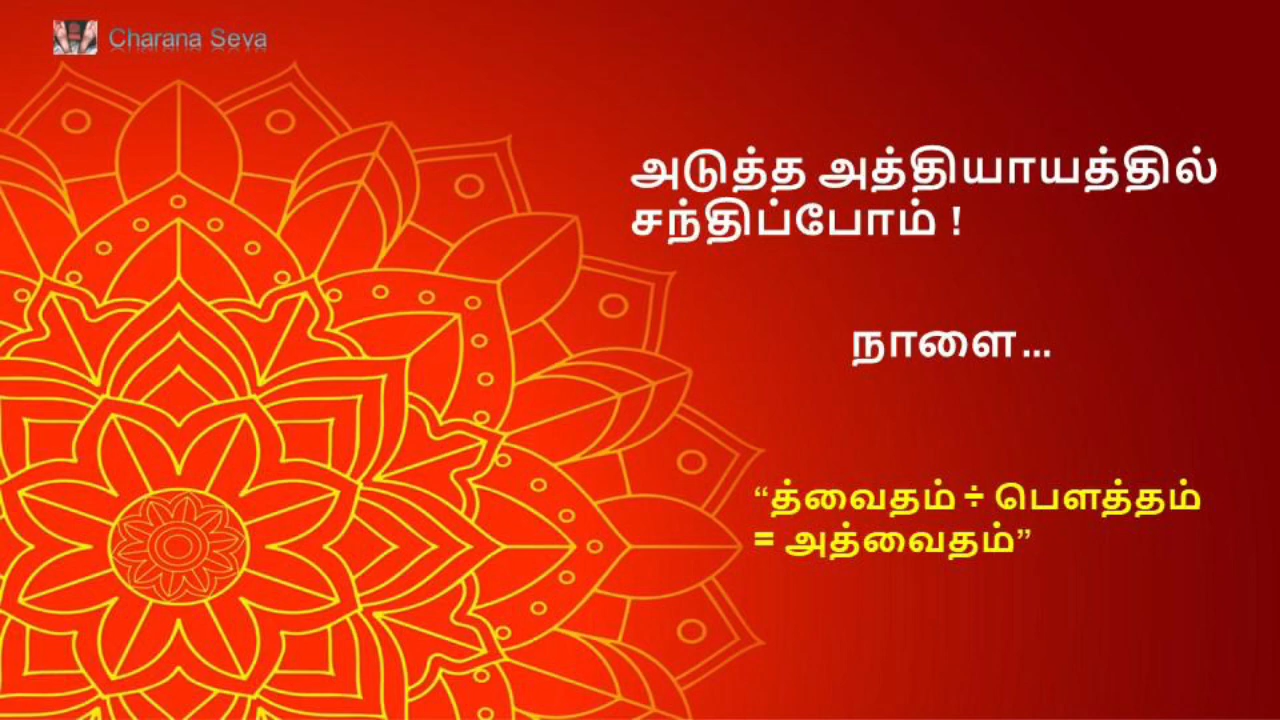 Charana Seva
அடுத்த அத்தியாயத்தில்
சந்திப்போம் !
நாளை...
“த்வைதம் ÷ பௌத்தம்
= அத்வைதம்”